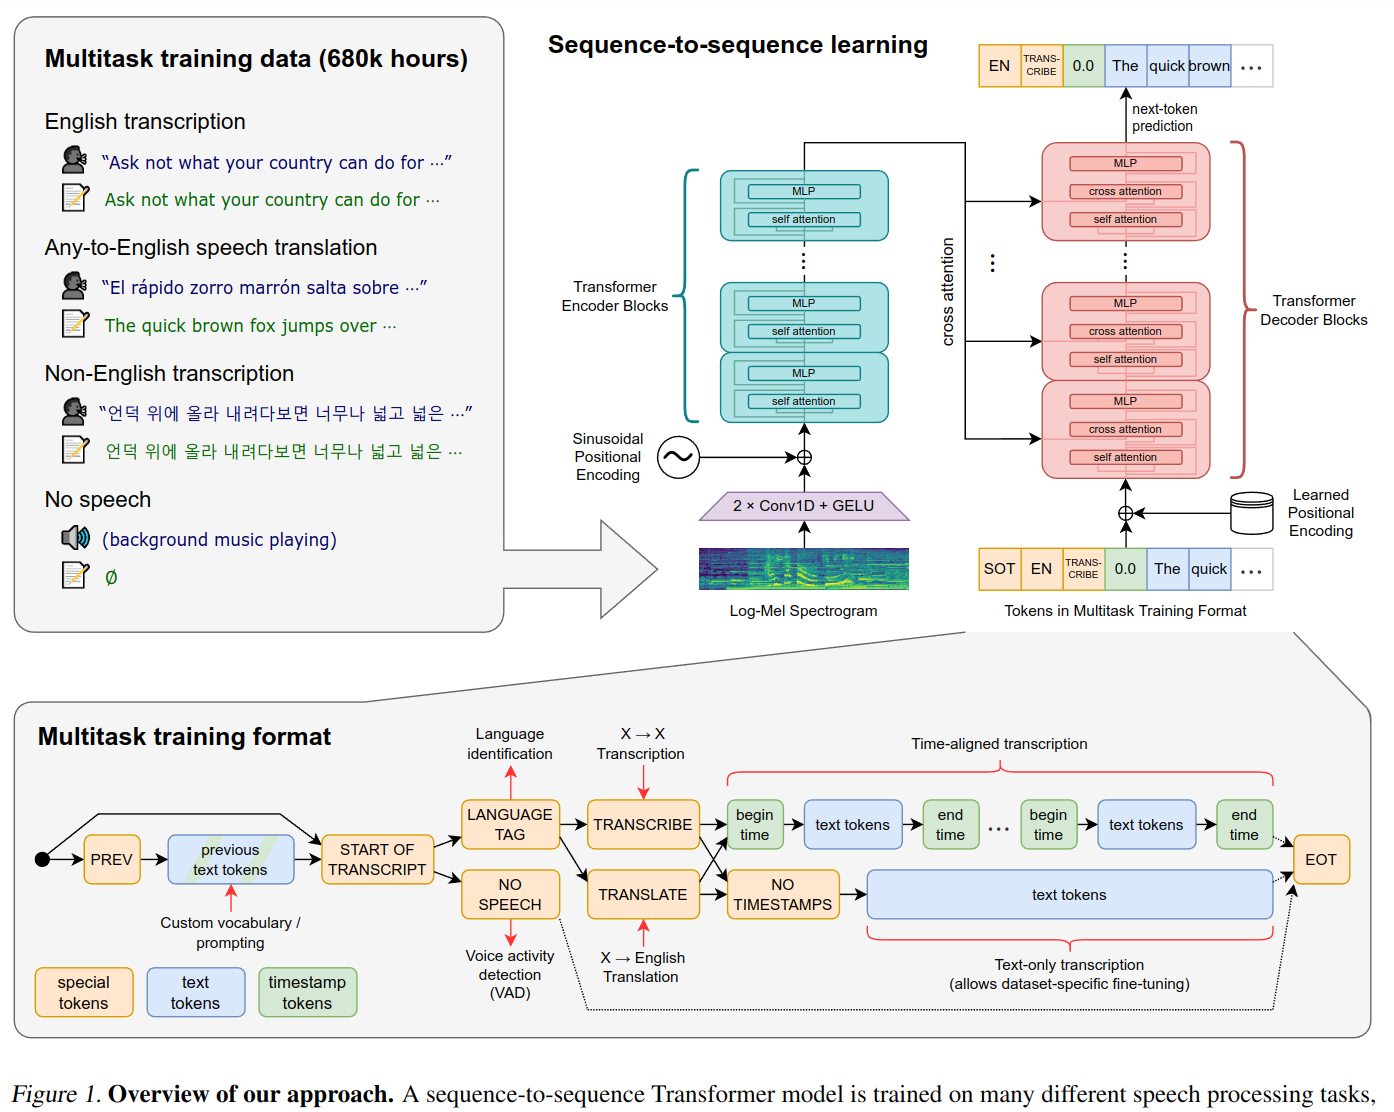 Multitask training data (680k hours)
English transcription
“Ask not what your country can do for ⋯”
Ask not what your country can do for ⋯
Any-to-English speech translation
“El rápido zorro marrón salta sobre ⋯”
The quick brown fox jumps over ⋯
Non-English transcription
“언덕 위에 올라 내려다보면 너무나 넓고 넓은 ⋯”
언덕 위에 올라 내려다보면 너무나 넓고 넓은 ⋯
No speech
(background music playing)
Ø
Sequence-to-sequence learning
EN
TRANS-
CRIBE
0.0
The
quick
brown
⋯
next-token
prediction
MLP
self attention
⋮
MLP
self attention
MLP
self attention
Transformer
Encoder Blocks
Sinusoidal
Positional
Encoding
2 × Conv1D + GELU
Log-Mel Spectrogram
cross attention
⋮
MLP
cross attention
self attention
⋮
MLP
cross attention
self attention
MLP
cross attention
self attention
Transformer
Decoder Blocks
Learned
Positional
Encoding
SOT
EN
TRANS-
CRIBE
0.0
The
quick
⋯
Tokens in Multitask Training Format
Multitask training format
PREV
previous
text tokens
Custom vocabulary /
prompting
START OF
TRANSCRIPT
Language
identification
LANGUAGE
TAG
NO
SPEECH
Voice activity
detection
(VAD)
X → X
Transcription
TRANSCRIBE
TRANSLATE
X → English
Translation
Time-aligned transcription
begin
time
text tokens
end
time
⋯
begin
time
text tokens
end
time
NO
TIMESTAMPS
text tokens
Text-only transcription
(allows dataset-specific fine-tuning)
EOT
special
tokens
text
tokens
timestamp
tokens
Figure 1. Overview of our approach. A sequence-to-sequence Transformer model is trained on many different speech processing tasks,